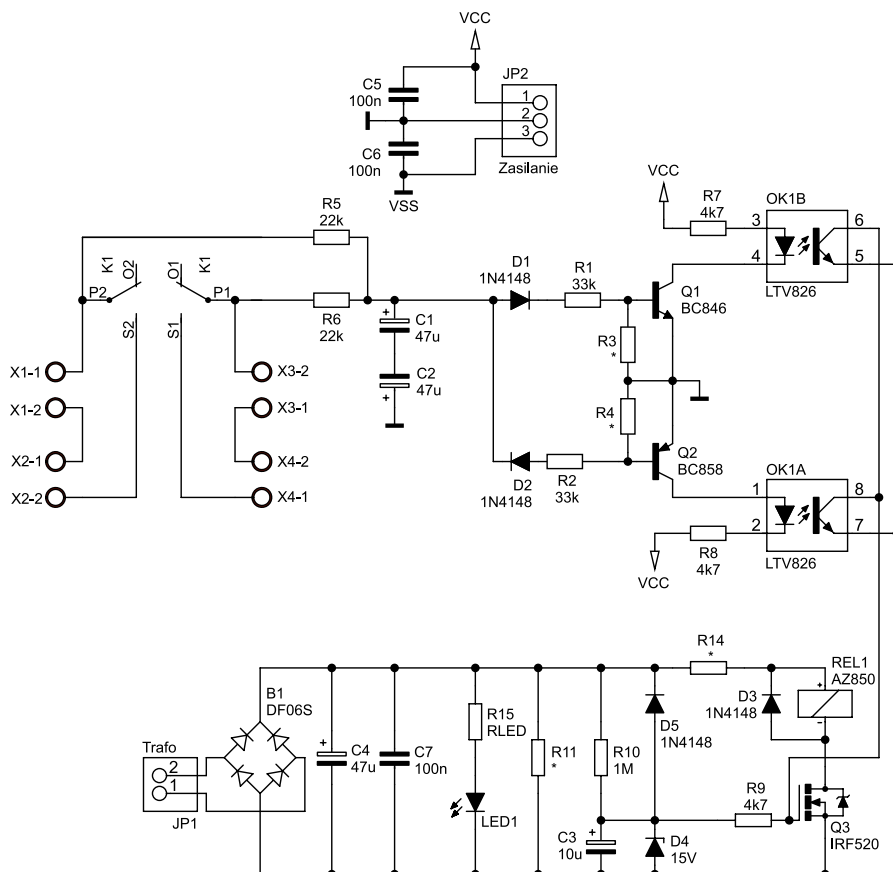 VCC
JP2
C5
100n
1
2
3
C6
100n
Zasilanie
VSS
VCC
R7
4k7
OK1B
3
6
4
5
LTV826
R5
22k
K1
O2
O1
K1
P2
P1
S2
S1
R6
22k
D1
1N4148
R1
33k
Q1
BC846
C1
47u
+
R3
*
C2
47u
+
R4
*
X1-1
X3-2
X1-2
X3-1
X2-1
X4-2
X2-2
X4-1
D2
1N4148
R2
33k
Q2
BC858
OK1A
1
8
2
7
LTV826
R8
4k7
VCC
R14
*
REL1
AZ850
+
-
B1
DF06S
D3
1N4148
D5
1N4148
R15
RLED
Trafo
2
1
JP1
+
C4
47u
C7
100n
R11
*
R10
1M
LED1
R9
4k7
C3
10u
+
D4
15V
Q3
IRF520